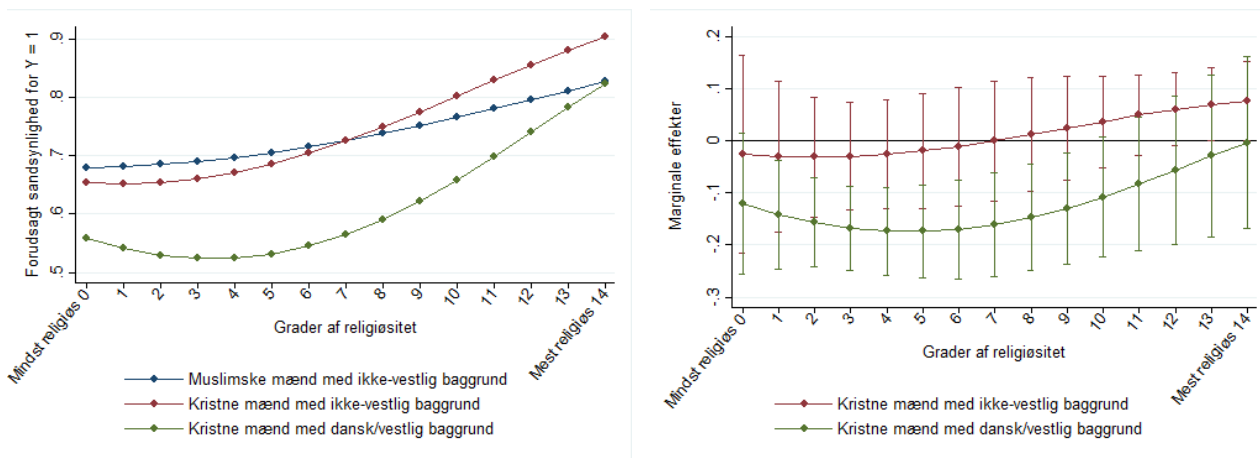 Forudsagt sandsynlighed for Y = 1
.9
.8
.7
.6
.5
Mindst religiøs 0
1
2
3
4
5
6
7
8
9
10
11
12
13
Mest religiøs 14
Grader af religiøsitet
Muslimske mænd med ikke-vestlig baggrund
Kristne mænd med ikke-vestlig baggrund
Kristne mænd med dansk/vestlig baggrund
Marginale effekter
.2
.1
0
-.1
-.2
-.3
Mindst religiøs 0
1
2
3
4
5
6
7
8
9
10
11
12
13
Mest religiøs 14
Grader af religiøsitet
Kristne mænd med ikke-vestlig baggrund
Kristne mænd med dansk/vestlig baggrund